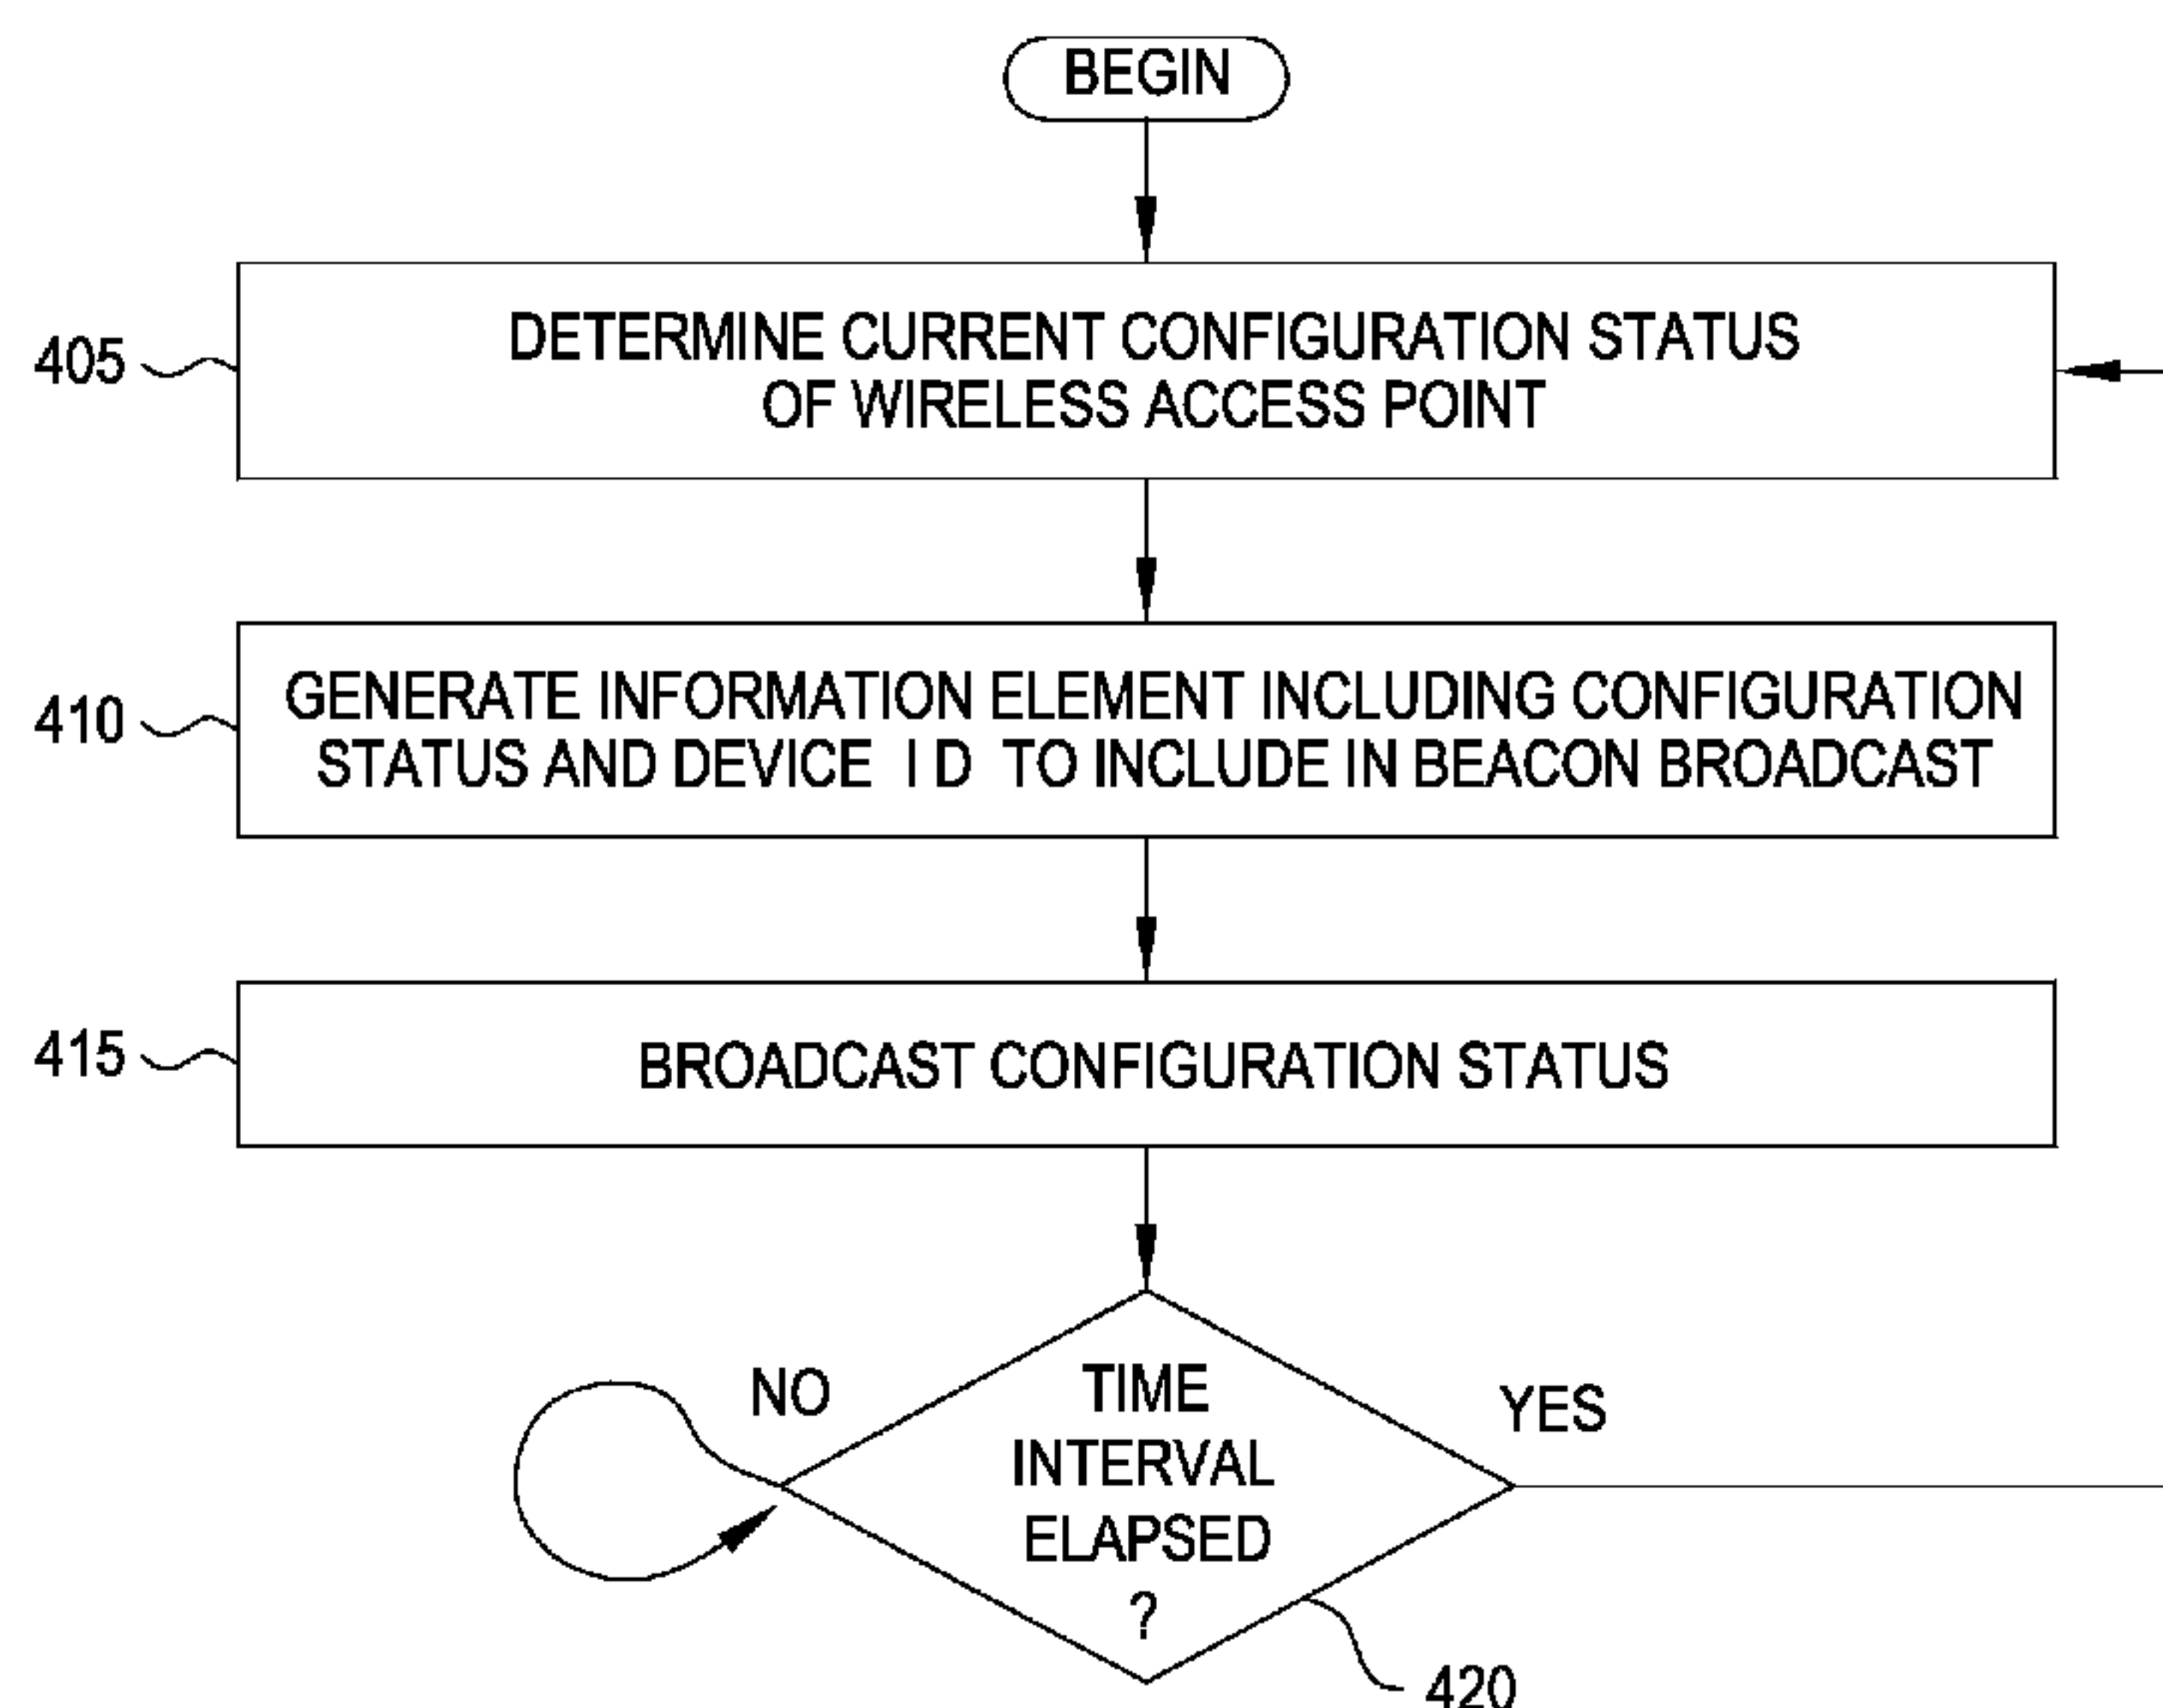 BEGIN
405
DETERMINE CURRENT CONFIGURATION STATUS
OF WIRELESS ACCESS POINT
410
GENERATE INFORMATION ELEMENT INCLUDING CONFIGURATION
STATUS AND DEVICE I D TO INCLUDE IN BEACON BROADCAST
415
BROADCAST CONFIGURATION STATUS
NO
TIME
INTERVAL
ELAPSED
?
YES
420